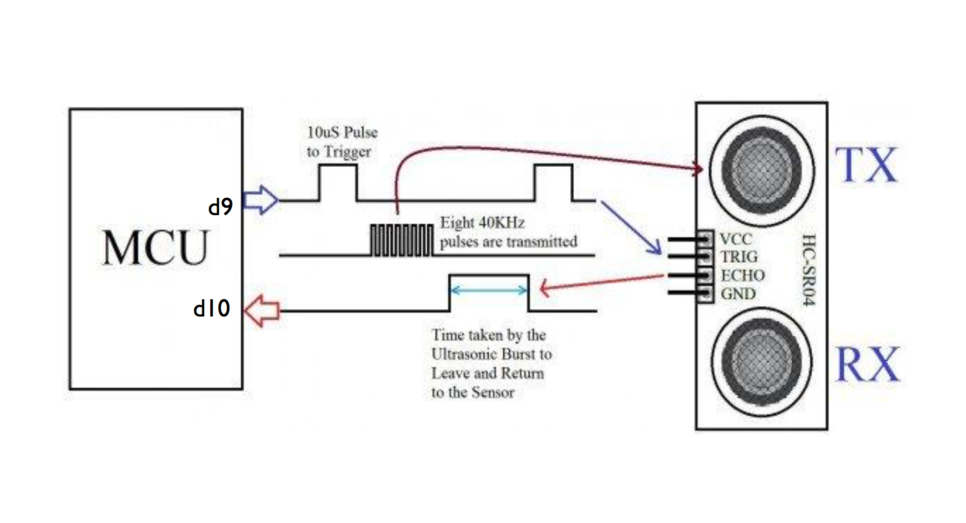 10uS Pulse
to Trigger
TX
d9
MCU
Eight 40KHz
pulses are transmitted
VCC
TRIG
ECHO
GND
HC-SR04
d10
Time taken by the
Ultrasonic Burst to
Leave and Return
to the Sensor
RX